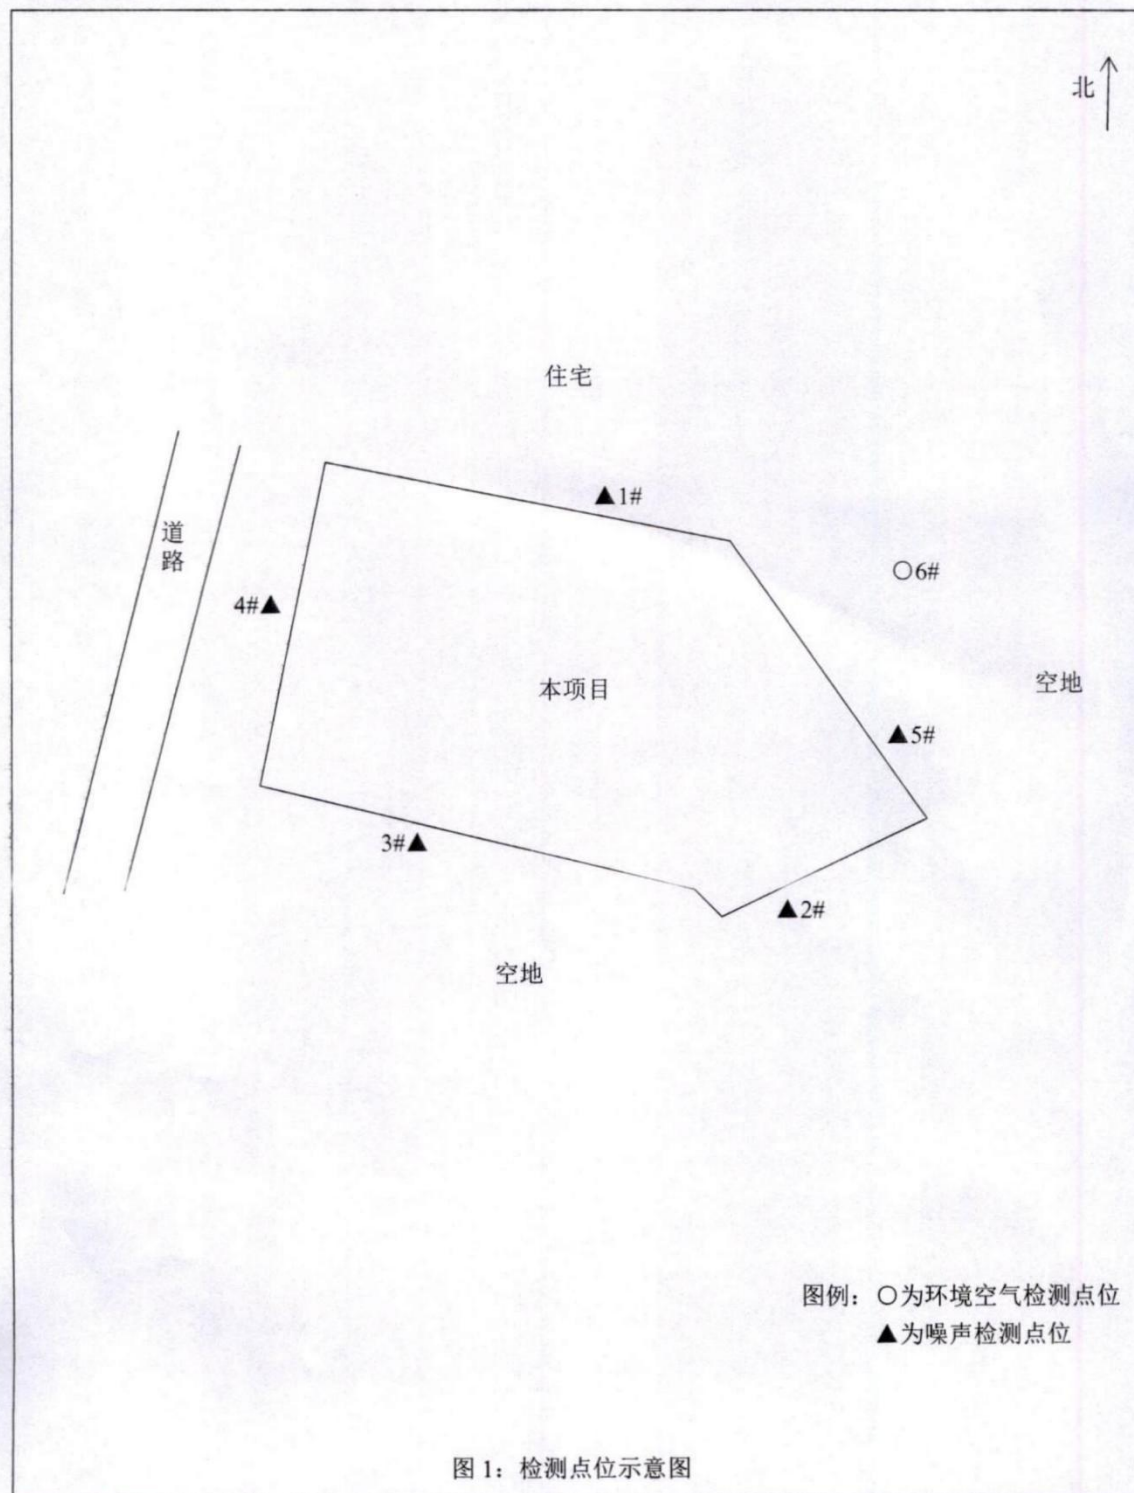 北
住宅
▲1#
道路
○6#
4#▲
本项目
空地
▲5#
3#▲
▲2#
空地
图例：○为环境空气检测点位
▲为噪声检测点位
图 1：检测点位示意图